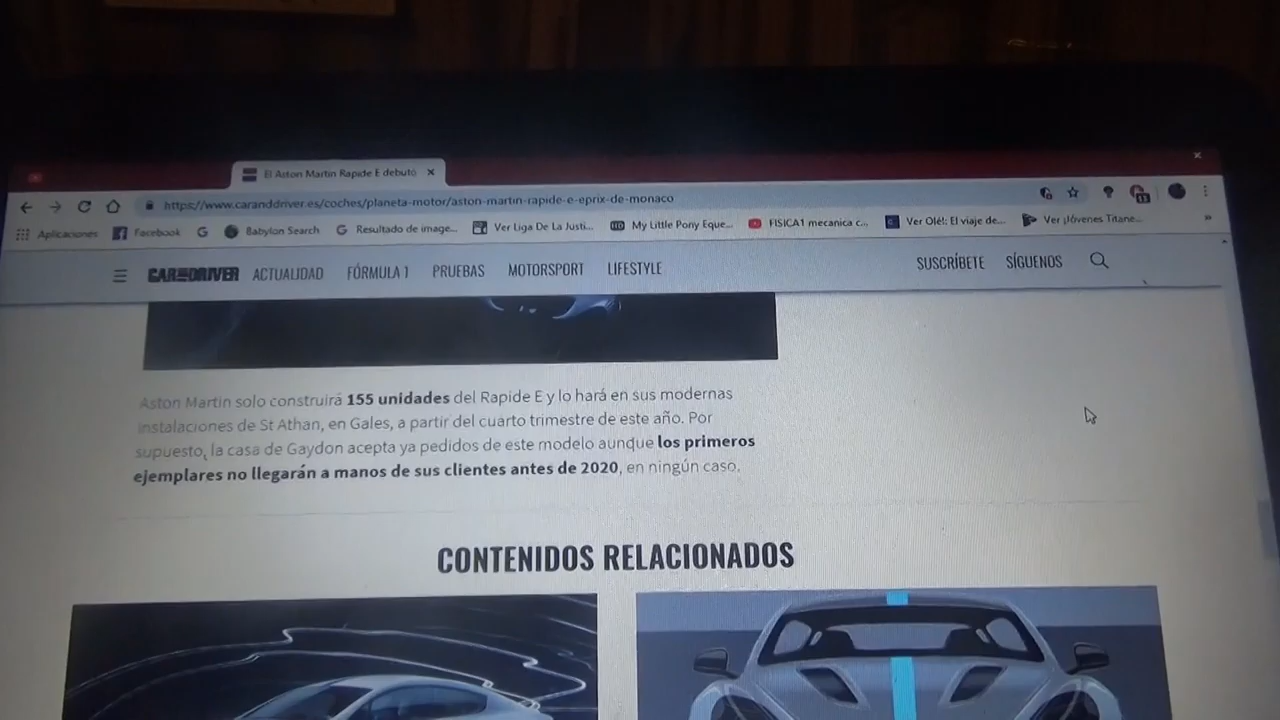 El Aston Martin Rapide E debutó
https://www.caranddriver.es/coches/planeta-motor/aston-martin-rapide-e-eprix-de-monaco
Aplicaciones Facebook Babylon Search Resultado de image... Ver Liga De La Justi... My Little Pony Eque... FISICA1 mecanica c... Ver Olé!: El viaje de... Ver ¡Jóvenes Titane... »
CAR AND DRIVER ACTUALIDAD FÓRMULA 1 PRUEBAS MOTORSPORT LIFESTYLE SUSCRÍBETE SÍGUENOS
Aston Martin solo construirá 155 unidades del Rapide E y lo hará en sus modernas
instalaciones de St Athan, en Gales, a partir del cuarto trimestre de este año. Por
supuesto, la casa de Gaydon acepta ya pedidos de este modelo aunque los primeros
ejemplares no llegarán a manos de sus clientes antes de 2020, en ningún caso.
CONTENIDOS RELACIONADOS